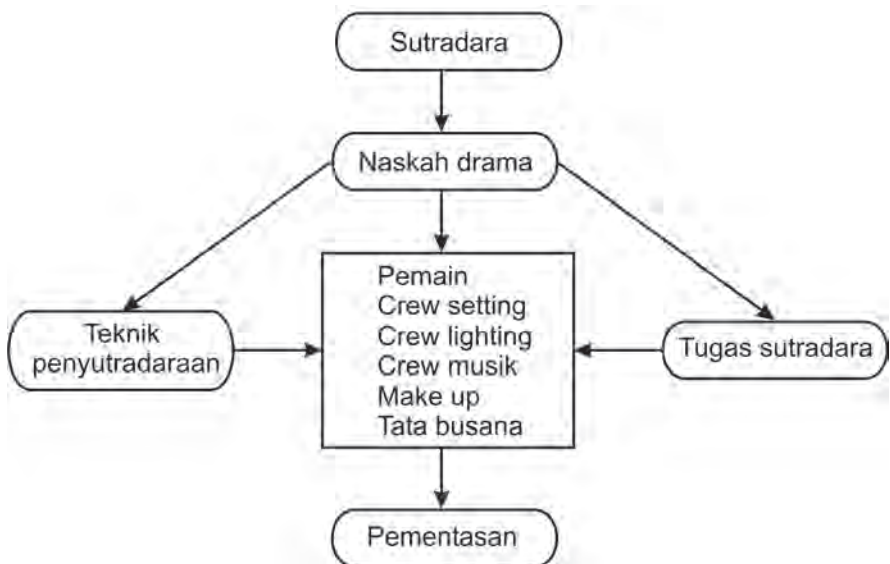 Sutradara
Naskah drama
Teknik
penyutradaraan
Pemain
Crew setting
Crew lighting
Crew musik
Make up
Tata busana
Tugas sutradara
Pementasan